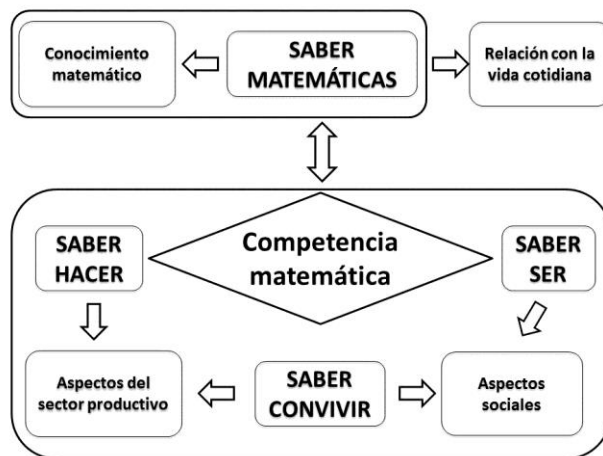 Conocimiento
matemático
SABER
MATEMÁTICAS
Relación con la
vida cotidiana
SABER
HACER
Competencia
matemática
SABER
SER
Aspectos del
sector productivo
SABER
CONVIVIR
Aspectos
sociales